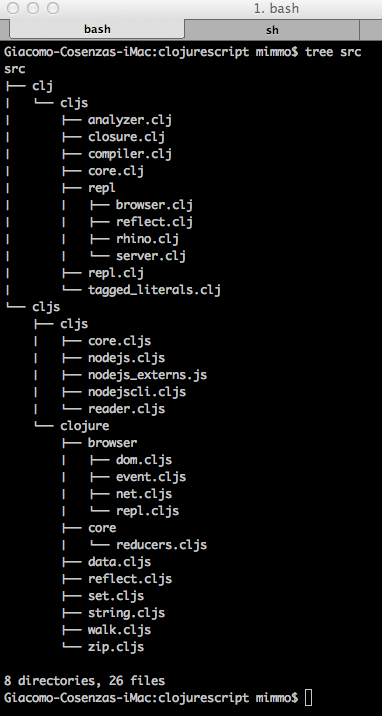 1. bash
bash sh
Giacomo-Cosenzas-iMac:clojurescript mimmo$ tree src
src
├── clj
│   └── cljs
│       ├── analyzer.clj
│       ├── closure.clj
│       ├── compiler.clj
│       ├── core.clj
│       ├── repl
│       │   ├── browser.clj
│       │   ├── reflect.clj
│       │   ├── rhino.clj
│       │   └── server.clj
│       ├── repl.clj
│       └── tagged_literals.clj
└── cljs
    ├── cljs
    │   ├── core.cljs
    │   ├── nodejs.cljs
    │   ├── nodejs_externs.js
    │   ├── nodejscli.cljs
    │   └── reader.cljs
    └── clojure
        ├── browser
        │   ├── dom.cljs
        │   ├── event.cljs
        │   ├── net.cljs
        │   └── repl.cljs
        ├── core
        │   └── reducers.cljs
        ├── data.cljs
        ├── reflect.cljs
        ├── set.cljs
        ├── string.cljs
        ├── walk.cljs
        └── zip.cljs
8 directories, 26 files
Giacomo-Cosenzas-iMac:clojurescript mimmo$